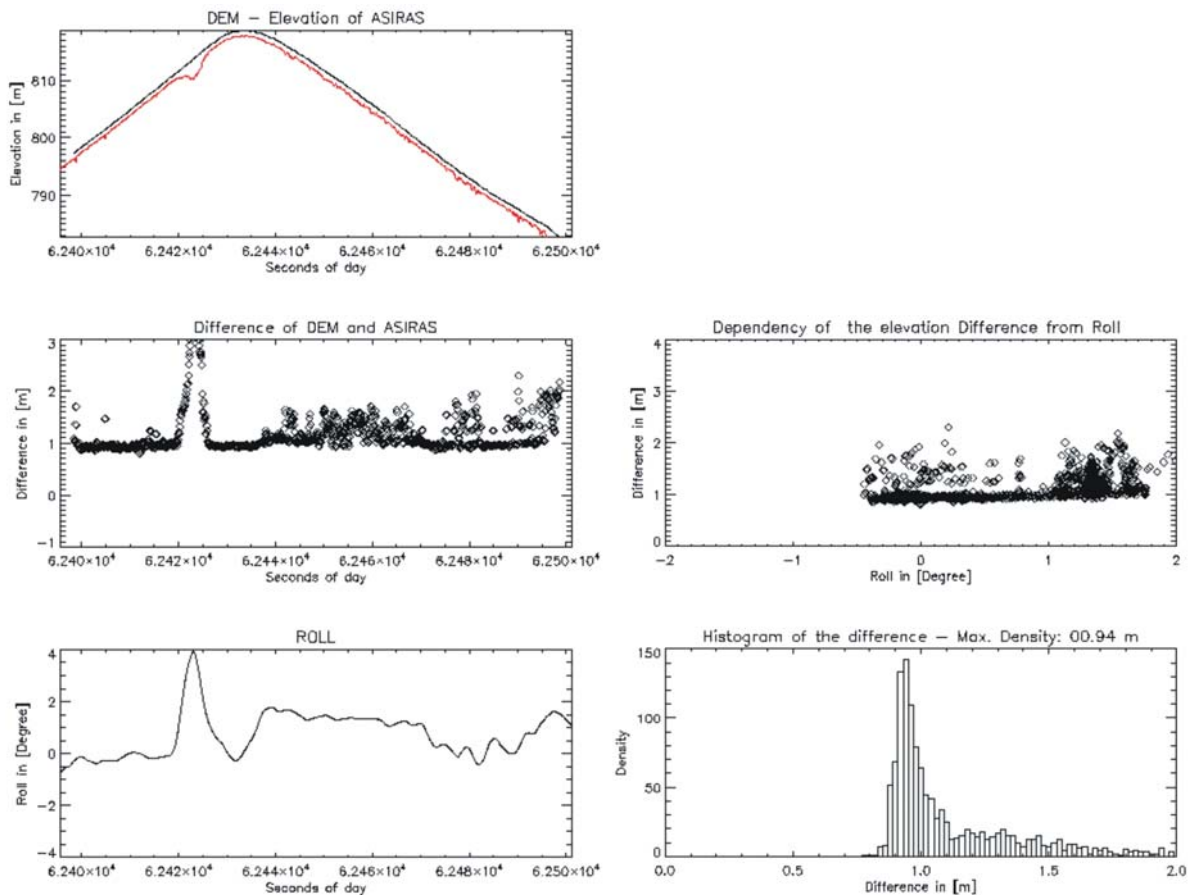 DEM – Elevation of ASIRAS
Elevation in [m]
810
800
790
6.240×10⁴ 6.242×10⁴ 6.244×10⁴ 6.246×10⁴ 6.248×10⁴ 6.250×10⁴
Seconds of day
Difference of DEM and ASIRAS
Difference in [m]
3
2
1
0
−1
6.240×10⁴ 6.242×10⁴ 6.244×10⁴ 6.246×10⁴ 6.248×10⁴ 6.250×10⁴
Seconds of day
Dependency of the elevation Difference from Roll
Difference in [m]
4
3
2
1
0
−2 −1 0 1 2
Roll in [Degree]
ROLL
Roll in [Degree]
4
2
0
−2
−4
6.240×10⁴ 6.242×10⁴ 6.244×10⁴ 6.246×10⁴ 6.248×10⁴ 6.250×10⁴
Seconds of day
Histogram of the difference – Max. Density: 00.94 m
Density
150
100
50
0
0.0 0.5 1.0 1.5 2.0
Difference in [m]